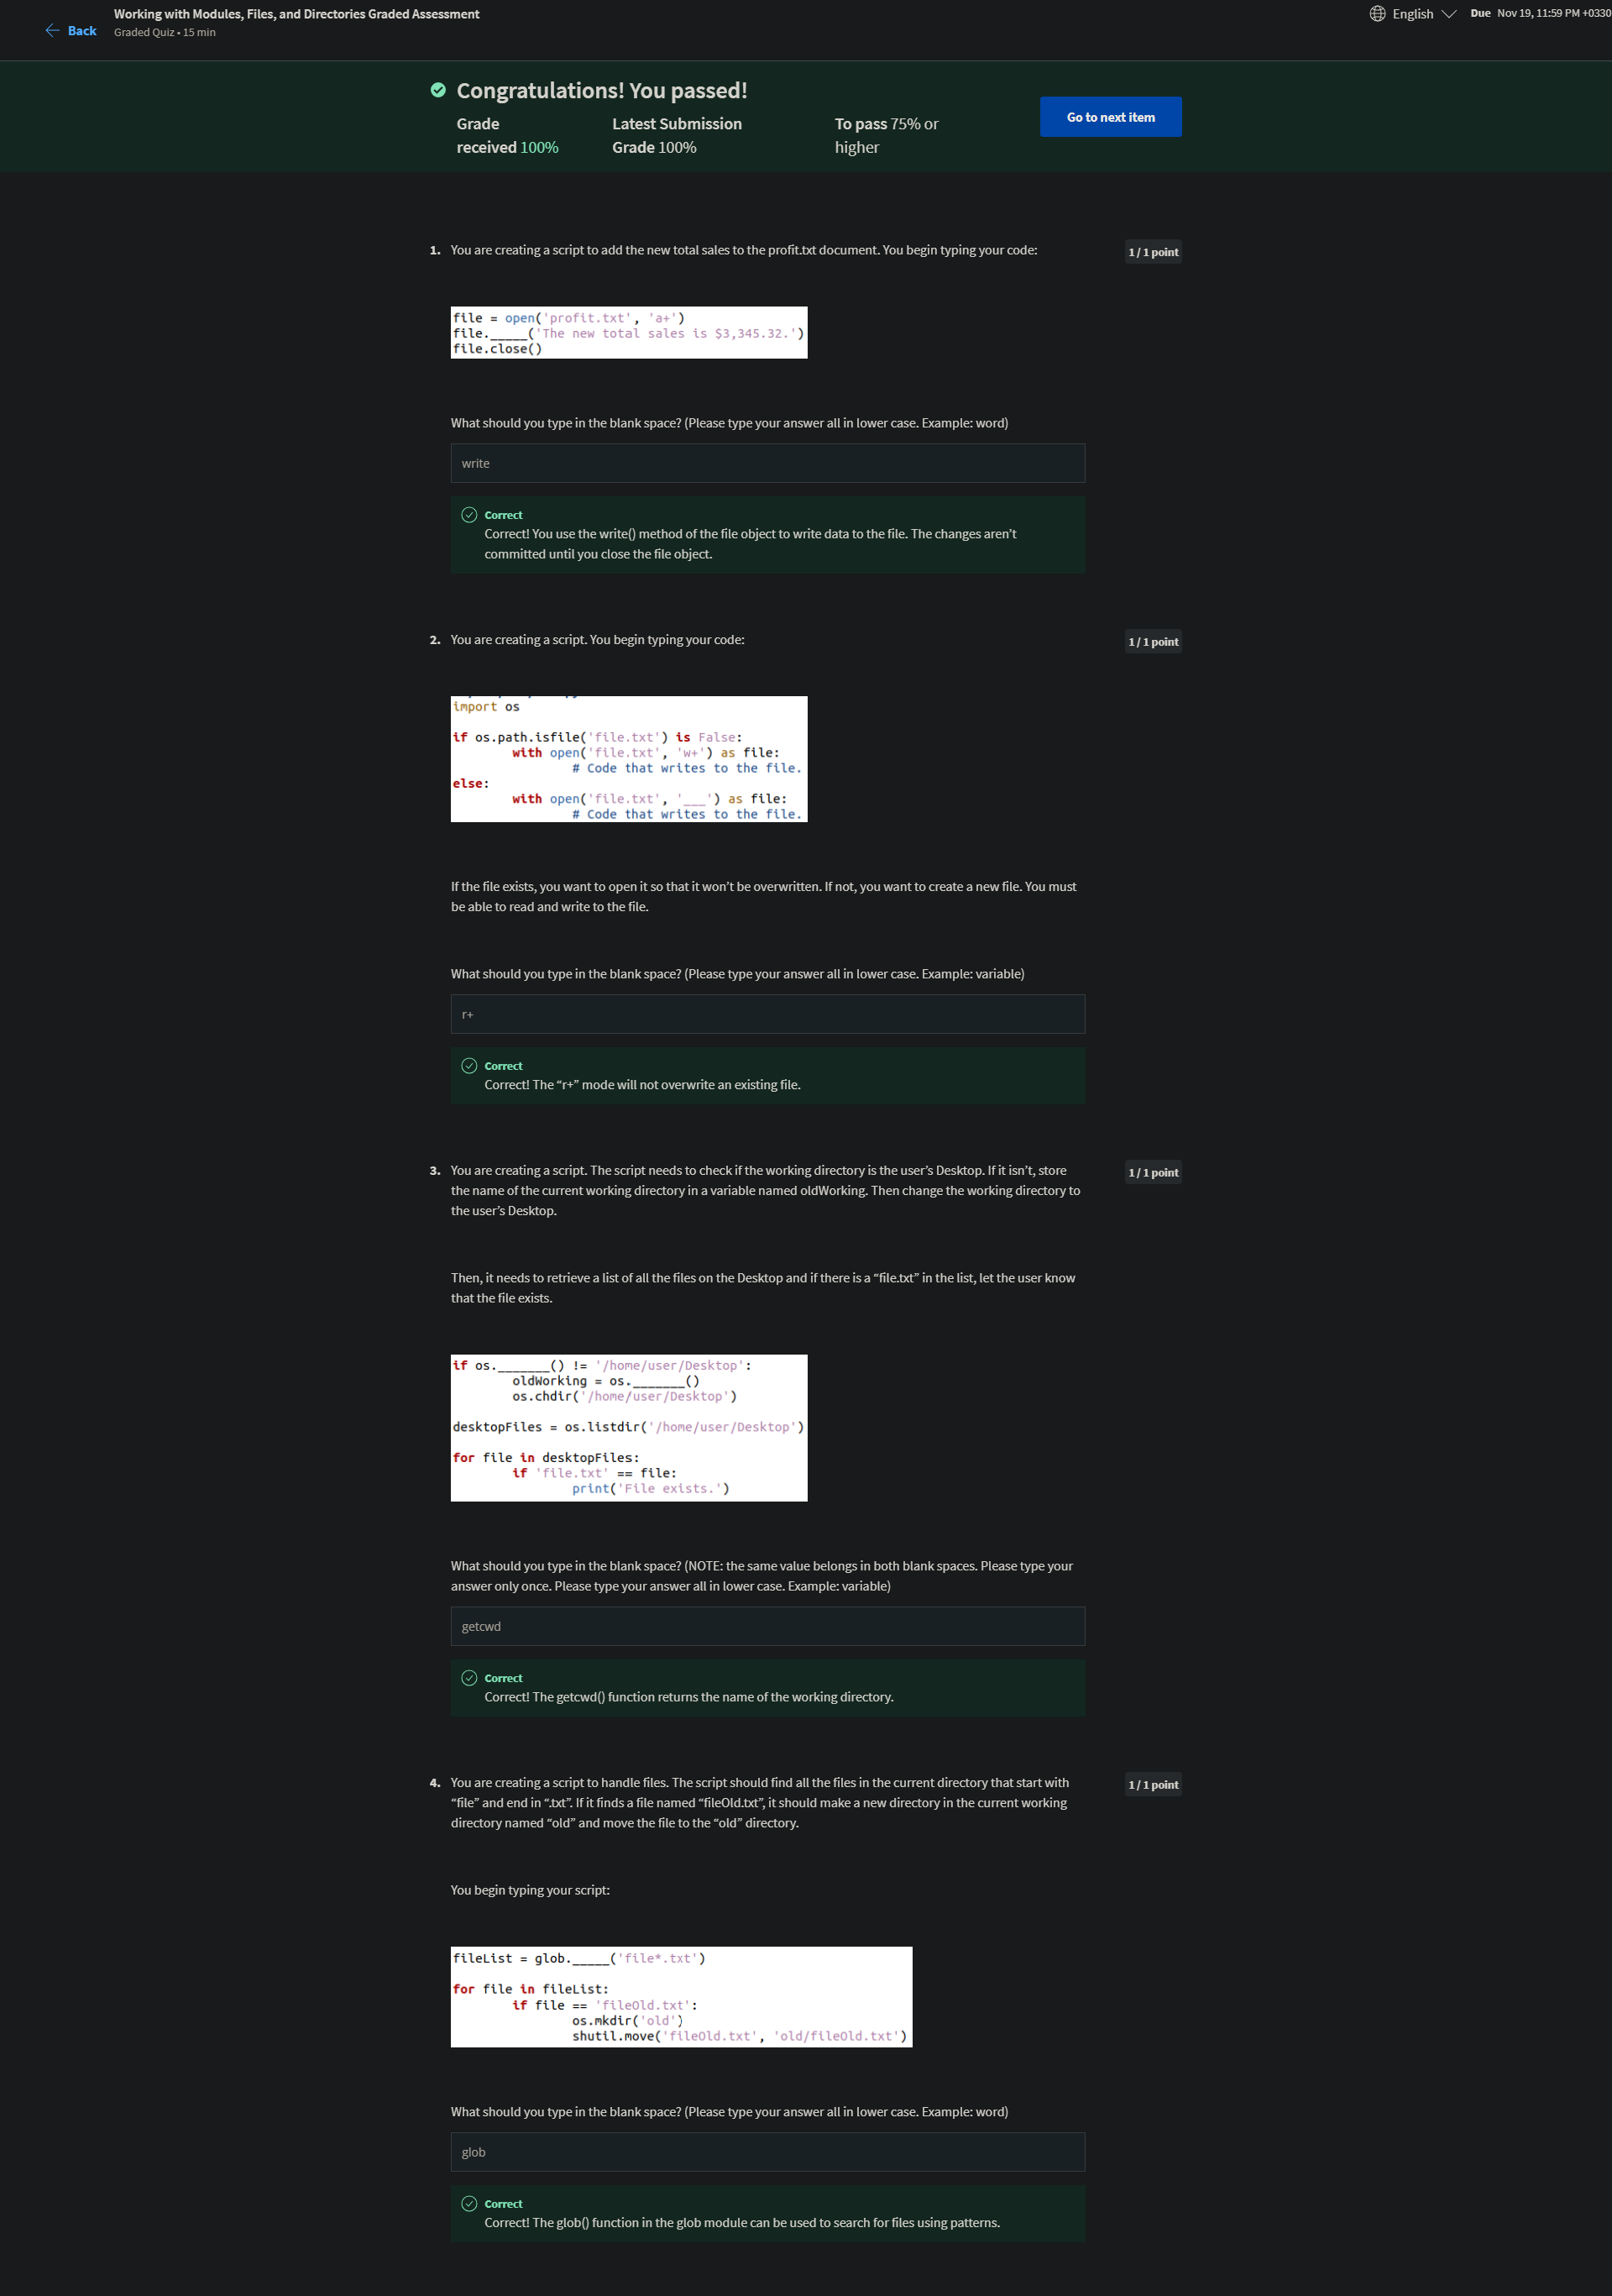 Back
Working with Modules, Files, and Directories Graded Assessment
Graded Quiz • 15 min
English
Due Nov 19, 11:59 PM +0330
Congratulations! You passed!
Grade
received 100%
Latest Submission
Grade 100%
To pass 75% or
higher
Go to next item
1. You are creating a script to add the new total sales to the profit.txt document. You begin typing your code:
1 / 1 point
file = open('profit.txt', 'a+')
file._____('The new total sales is $3,345.32.')
file.close()
What should you type in the blank space? (Please type your answer all in lower case. Example: word)
write
Correct
Correct! You use the write() method of the file object to write data to the file. The changes aren’t
committed until you close the file object.
2. You are creating a script. You begin typing your code:
1 / 1 point
import os
if os.path.isfile('file.txt') is False:
with open('file.txt', 'w+') as file:
# Code that writes to the file.
else:
with open('file.txt', '___') as file:
# Code that writes to the file.
If the file exists, you want to open it so that it won’t be overwritten. If not, you want to create a new file. You must
be able to read and write to the file.
What should you type in the blank space? (Please type your answer all in lower case. Example: variable)
r+
Correct
Correct! The “r+” mode will not overwrite an existing file.
3. You are creating a script. The script needs to check if the working directory is the user’s Desktop. If it isn’t, store
the name of the current working directory in a variable named oldWorking. Then change the working directory to
the user’s Desktop.
1 / 1 point
Then, it needs to retrieve a list of all the files on the Desktop and if there is a “file.txt” in the list, let the user know
that the file exists.
if os._______() != '/home/user/Desktop':
oldWorking = os._______()
os.chdir('/home/user/Desktop')
desktopFiles = os.listdir('/home/user/Desktop')
for file in desktopFiles:
if 'file.txt' == file:
print('File exists.')
What should you type in the blank space? (NOTE: the same value belongs in both blank spaces. Please type your
answer only once. Please type your answer all in lower case. Example: variable)
getcwd
Correct
Correct! The getcwd() function returns the name of the working directory.
4. You are creating a script to handle files. The script should find all the files in the current directory that start with
“file” and end in “.txt”. If it finds a file named “fileOld.txt”, it should make a new directory in the current working
directory named “old” and move the file to the “old” directory.
1 / 1 point
You begin typing your script:
fileList = glob._____('file*.txt')
for file in fileList:
if file == 'fileOld.txt':
os.mkdir('old')
shutil.move('fileOld.txt', 'old/fileOld.txt')
What should you type in the blank space? (Please type your answer all in lower case. Example: word)
glob
Correct
Correct! The glob() function in the glob module can be used to search for files using patterns.